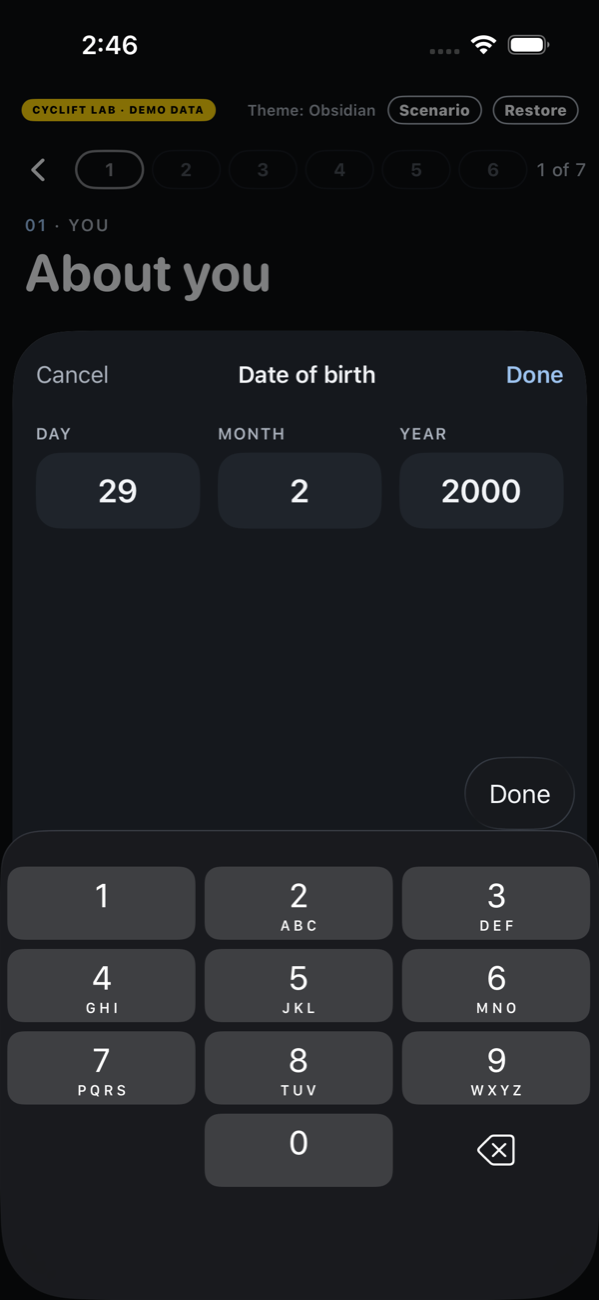 2:46
CYCLIFT LAB · DEMO DATA Theme: Obsidian Scenario Restore
1 2 3 4 5 6 1 of 7
01 · YOU
About you
Cancel Date of birth Done
DAY MONTH YEAR
29 2 2000
Done
1 2 3
ABC DEF
4 5 6
GHI JKL MNO
7 8 9
PQRS TUV WXYZ
0